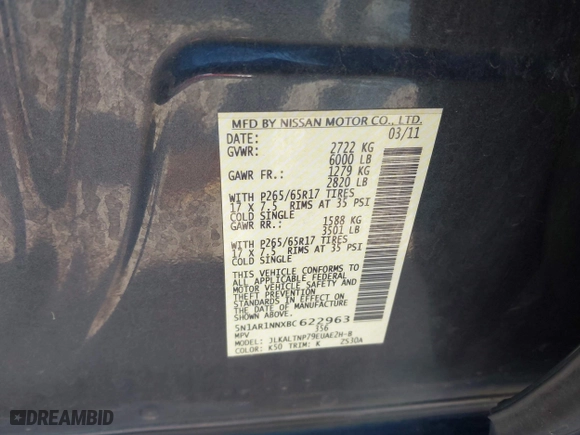 MFD BY NISSAN MOTOR CO., LTD.
DATE: 03/11
GVWR: 2722 KG
6000 LB
GAWR FR.: 1279 KG
2820 LB
WITH P265/65R17 TIRES
17 X 7.5 RIMS AT 35 PSI
COLD SINGLE
GAWR RR.: 1588 KG
3501 LB
WITH P265/65R17 TIRES
17 X 7.5 RIMS AT 35 PSI
COLD SINGLE
THIS VEHICLE CONFORMS TO
ALL APPLICABLE FEDERAL
MOTOR VEHICLE SAFETY AND
THEFT PREVENTION
STANDARDS IN EFFECT ON
THE DATE OF MANUFACTURE
SHOWN ABOVE.
5N1AR1NNXBC622963
MPV 356
MODEL: JLKALTNP79EUAEZH-B
COLOR: K50 TRIM: K ZS30A
DREAMBID